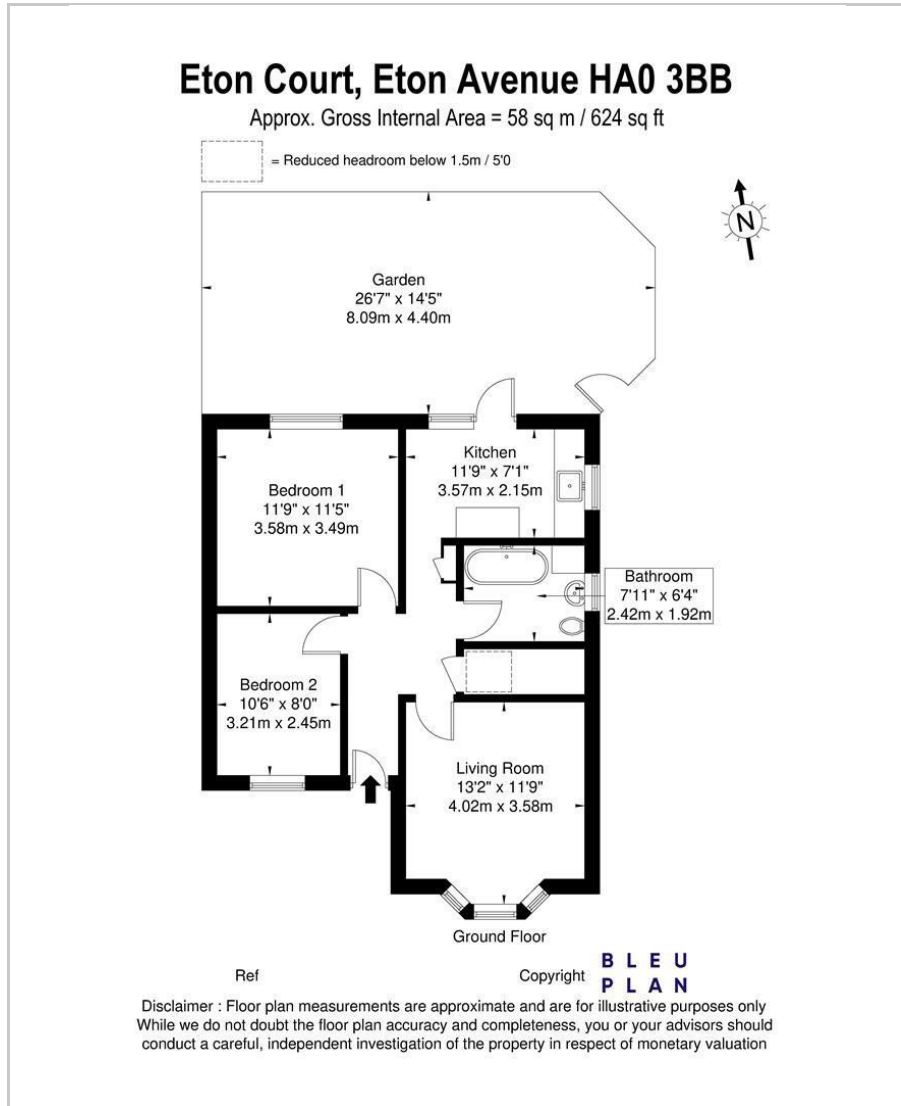 Eton Court, Eton Avenue HA0 3BB
Approx. Gross Internal Area = 58 sq m / 624 sq ft
= Reduced headroom below 1.5m / 5'0
N
Garden
26'7" x 14'5"
8.09m x 4.40m
Kitchen
11'9" x 7'1"
3.57m x 2.15m
Bedroom 1
11'9" x 11'5"
3.58m x 3.49m
Bathroom
7'11" x 6'4"
2.42m x 1.92m
Bedroom 2
10'6" x 8'0"
3.21m x 2.45m
Living Room
13'2" x 11'9"
4.02m x 3.58m
Ground Floor
Ref
Copyright
BLEU
PLAN
Disclaimer : Floor plan measurements are approximate and are for illustrative purposes only
While we do not doubt the floor plan accuracy and completeness, you or your advisors should
conduct a careful, independent investigation of the property in respect of monetary valuation